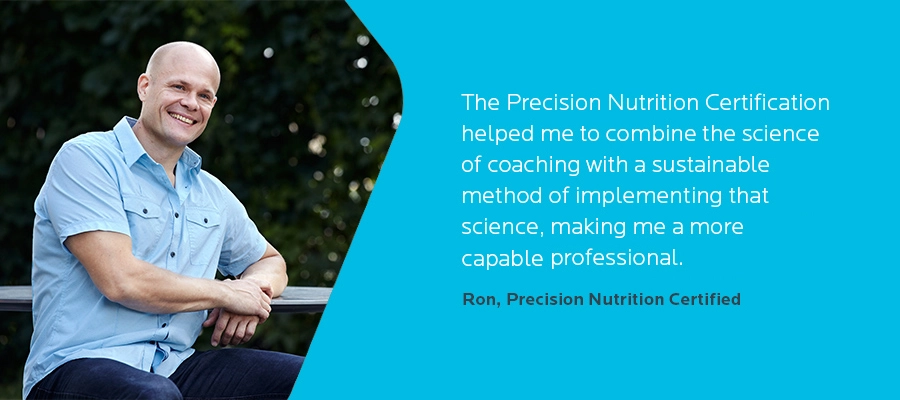 The Precision Nutrition Certification
helped me to combine the science
of coaching with a sustainable
method of implementing that
science, making me a more
capable professional.
Ron, Precision Nutrition Certified